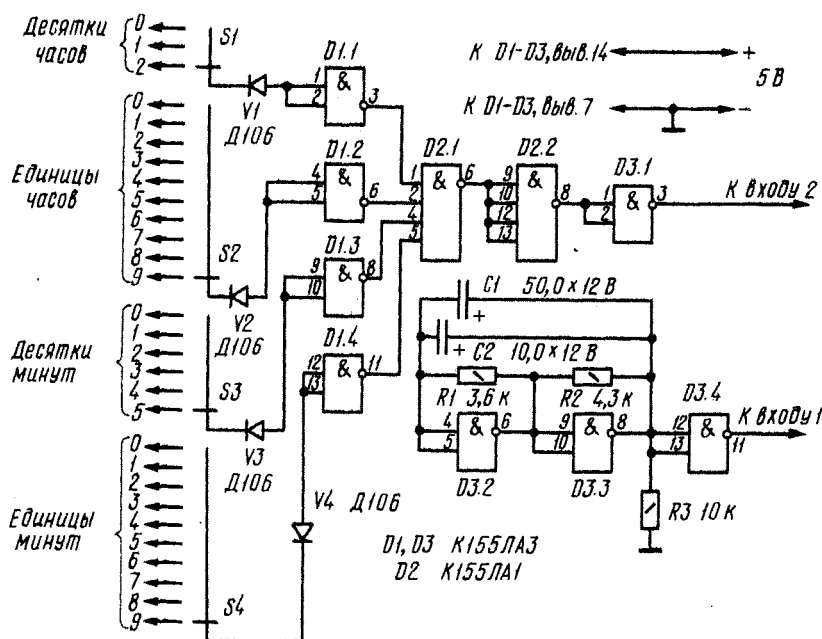 Десятки часов
0
1
2
S1
V1
Д106
D1.1
1
2
&
3
К D1-D3, выв.14
+
5 В
К D1-D3, выв. 7
−
Единицы часов
0
1
2
3
4
5
6
7
8
9
S2
V2
Д106
D1.2
4
5
&
6
D1.3
9
10
&
8
D2.1
1
2
4
5
&
6
D2.2
9
10
12
13
&
8
D3.1
1
2
&
3
К входу 2
Десятки минут
0
1
2
3
4
5
S3
V3
Д106
D1.4
12
13
&
11
C1 50,0 × 12 В
+
+ C2 10,0 × 12 В
R1 3,6 к
R2 4,3 к
4
5
&
6
D3.2
9
10
&
8
D3.3
D3.4
12
13
&
11
К входу 1
R3 10 к
Единицы минут
0
1
2
3
4
5
6
7
8
9
S4
V4 Д106
D1, D3 К155ЛА3
D2 К155ЛА1